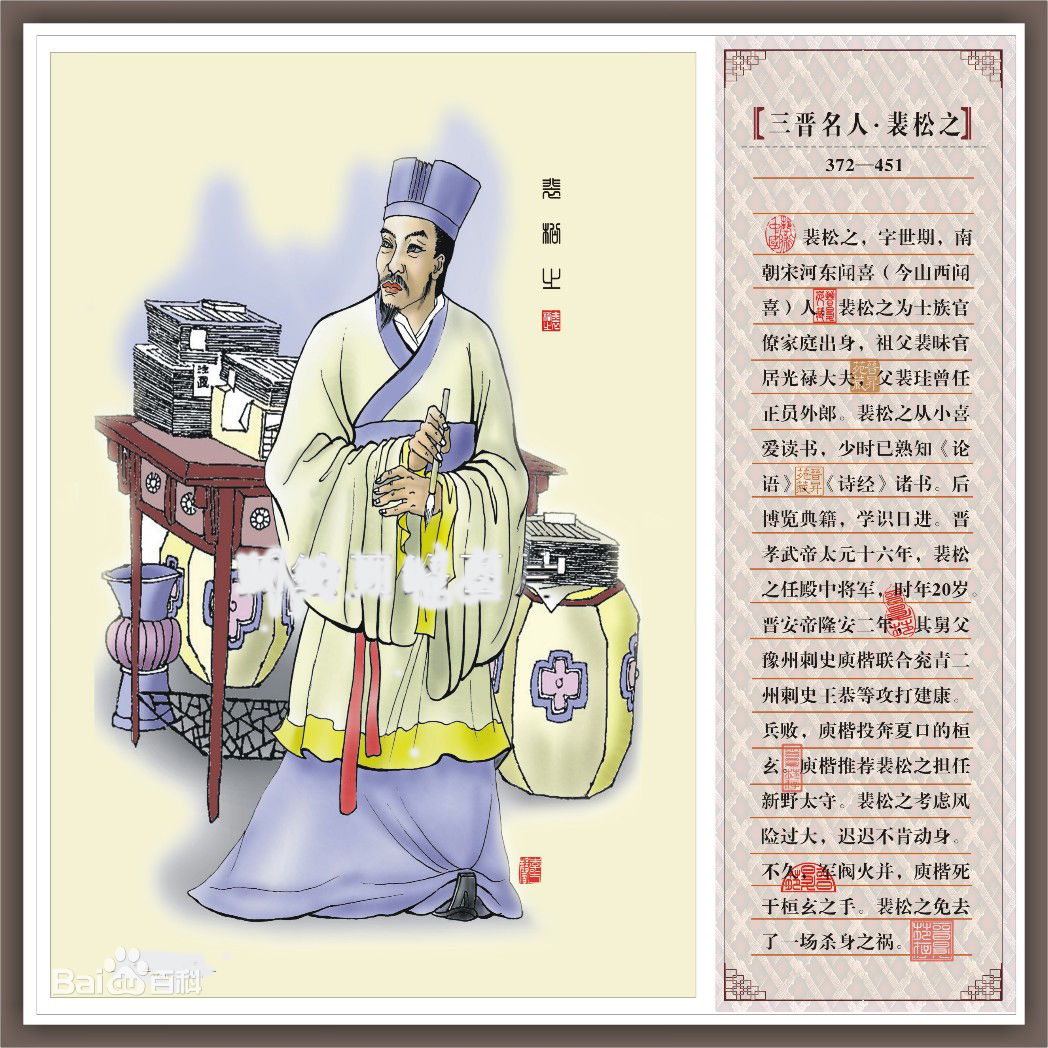 裴松之
注国
Baidu百科
【三晋名人·裴松之】
372—451
裴松之，字世期，南
朝宋河东闻喜（今山西闻
喜）人 裴松之为士族官
僚家庭出身，祖父裴昧官
居光禄大夫，父裴珪曾任
正员外郎。裴松之从小喜
爱读书，少时已熟知《论
语》 《诗经》诸书。后
博览典籍，学识日进。晋
孝武帝太元十六年，裴松
之任殿中将军，时年20岁。
晋安帝隆安二年，其舅父
豫州刺史庾楷联合兖青二
州刺史王恭等攻打建康。
兵败，庾楷投奔夏口的桓
玄。庾楷推荐裴松之担任
新野太守。裴松之考虑风
险过大，迟迟不肯动身。
不久，军阀火并，庾楷死
于桓玄之手。裴松之免去
了一场杀身之祸。